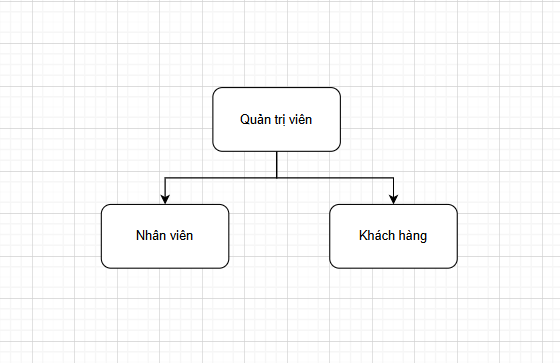 Quản trị viên
Nhân viên
Khách hàng